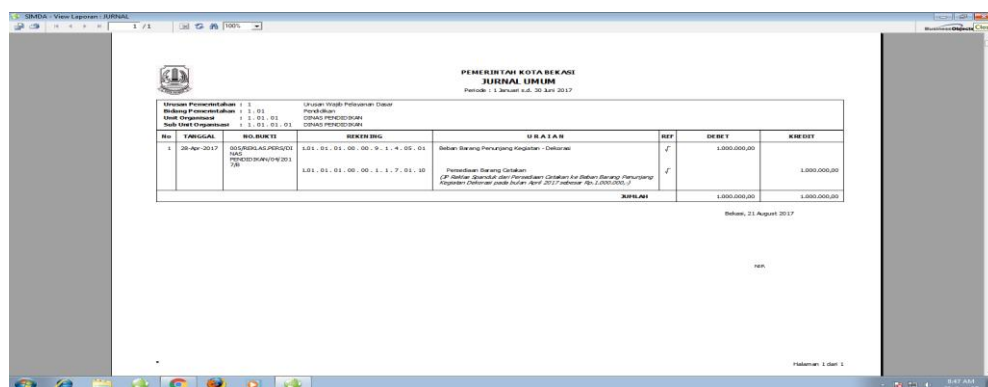 SIMDA - View Laporan : JURNAL
1 / 1 100%
BusinessObjects Clos
PEMERINTAH KOTA BEKASI
JURNAL UMUM
Periode : 1 Januari s.d. 30 Juni 2017
Urusan Pemerintahan : 1 Urusan Wajib Pelayanan Dasar
Bidang Pemerintahan : 1 . 01 Pendidikan
Unit Organisasi : 1 . 01 . 01 DINAS PENDIDIKAN
Sub Unit Organisasi : 1 . 01 . 01 . 01 DINAS PENDIDIKAN
No TANGGAL NO.BUKTI REKENING URAIAN REF DEBET KREDIT
1 28-Apr-2017 005/REKLAS.PERS/DI 1.01 . 01 . 01 . 00 . 00 . 9 . 1 . 4 . 05 . 01 Beban Barang Penunjang Kegiatan - Dekorasi √ 1.000.000,00
NAS
PENDIDIKAN/04/201
7/B
1.01 . 01 . 01 . 00 . 00 . 1 . 1 . 7 . 01 . 10 Persediaan Barang Cetakan √ 1.000.000,00
(JP Reklas Spanduk dari Persediaan Cetakan ke Beban Barang Penunjang
Kegiatan Dekorasi pada bulan April 2017 sebesar Rp.1.000.000,-)
JUMLAH 1.000.000,00 1.000.000,00
Bekasi, 21 August 2017
NIP.
Halaman 1 dari 1
8:47 AM